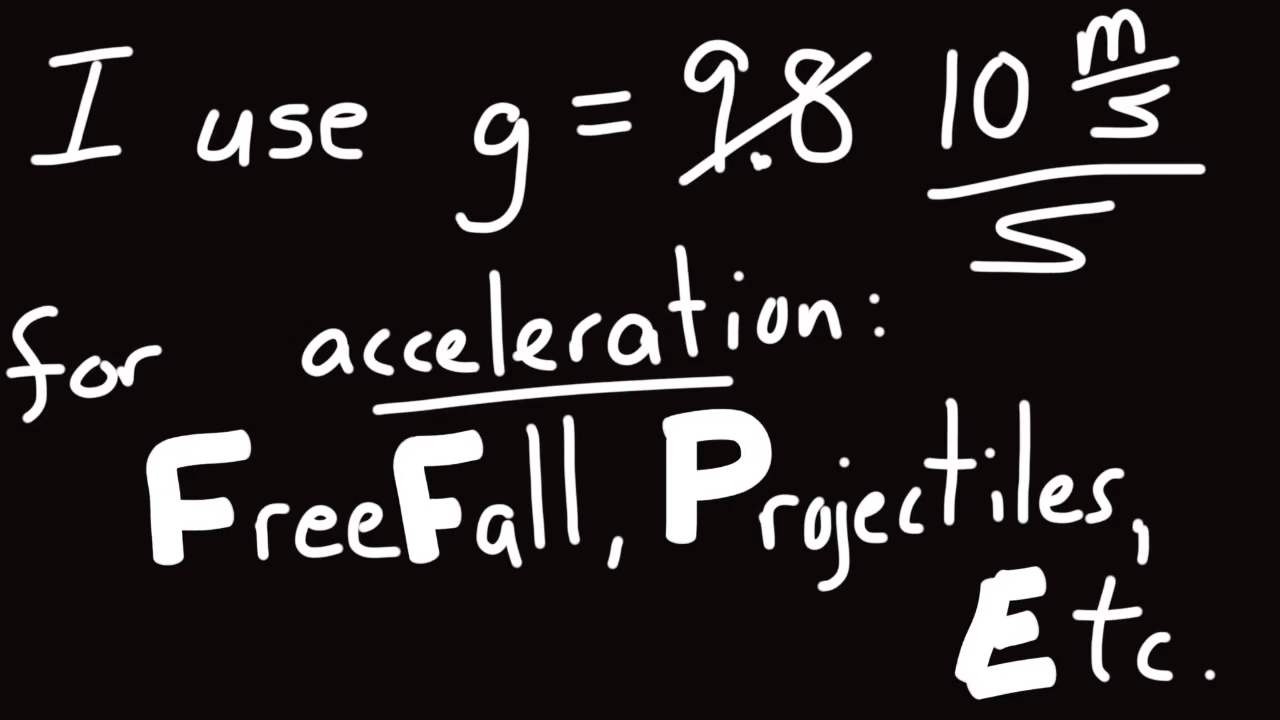 I use g = 9.8 10 m/s/s
for acceleration:
FreeFall, Projectiles,
Etc.